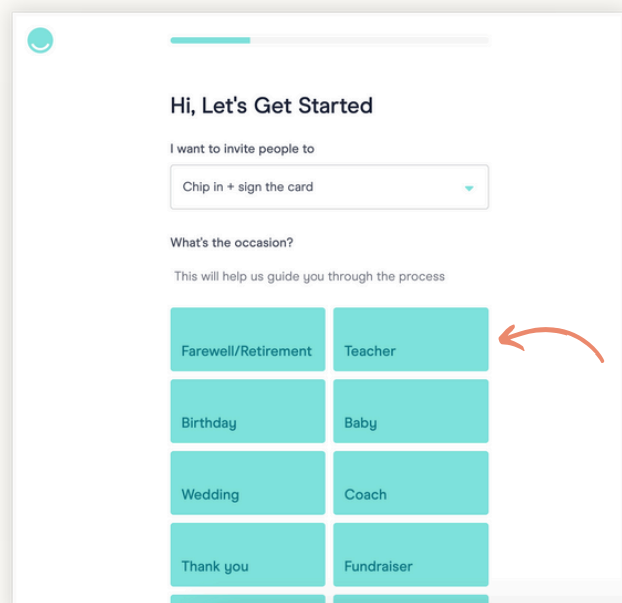 Hi, Let's Get Started
I want to invite people to
Chip in + sign the card
What's the occasion?
This will help us guide you through the process
Farewell/Retirement
Teacher
Birthday
Baby
Wedding
Coach
Thank you
Fundraiser